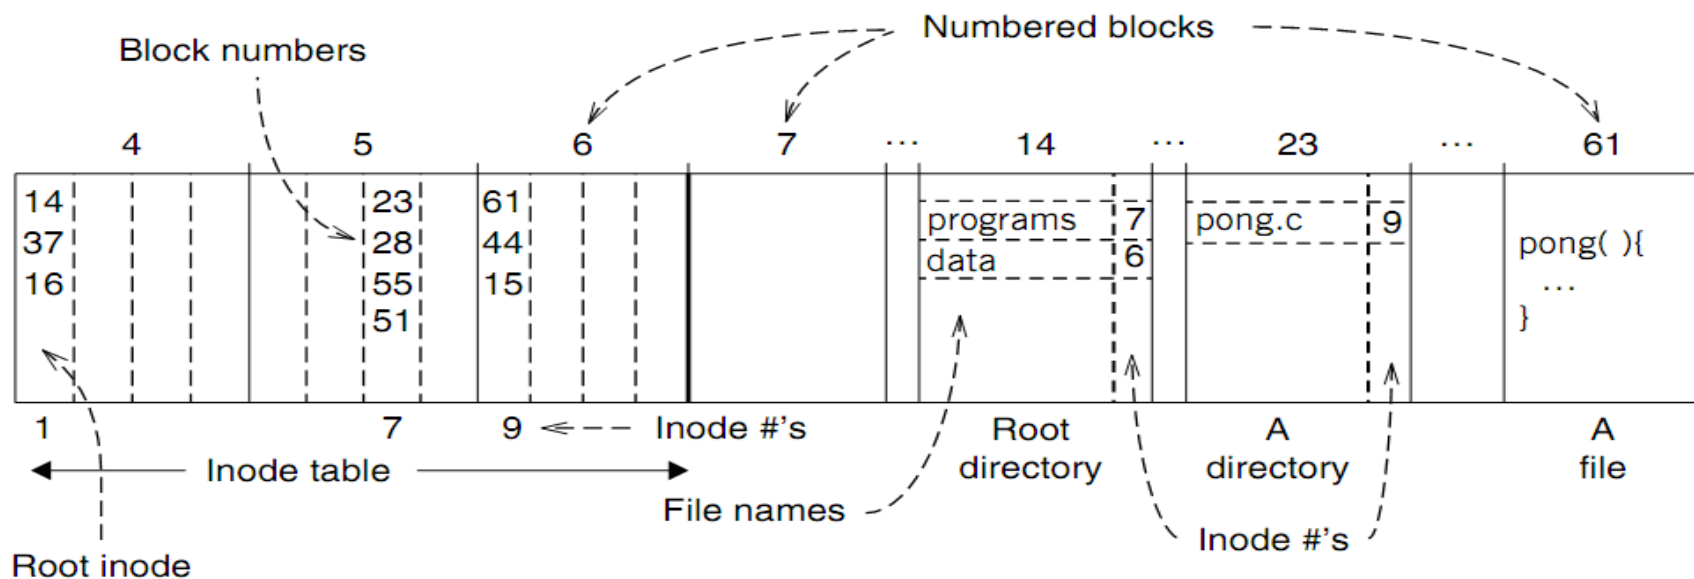 Numbered blocks
Block numbers
4 5 6 7 ... 14 ... 23 ... 61
14 23 61 programs 7 pong.c 9
37 28 44 data 6 pong( ){
16 55 15 ...
51 }
1 7 9 Inode #'s Root A A
Inode table directory directory file
File names
Inode #'s
Root inode